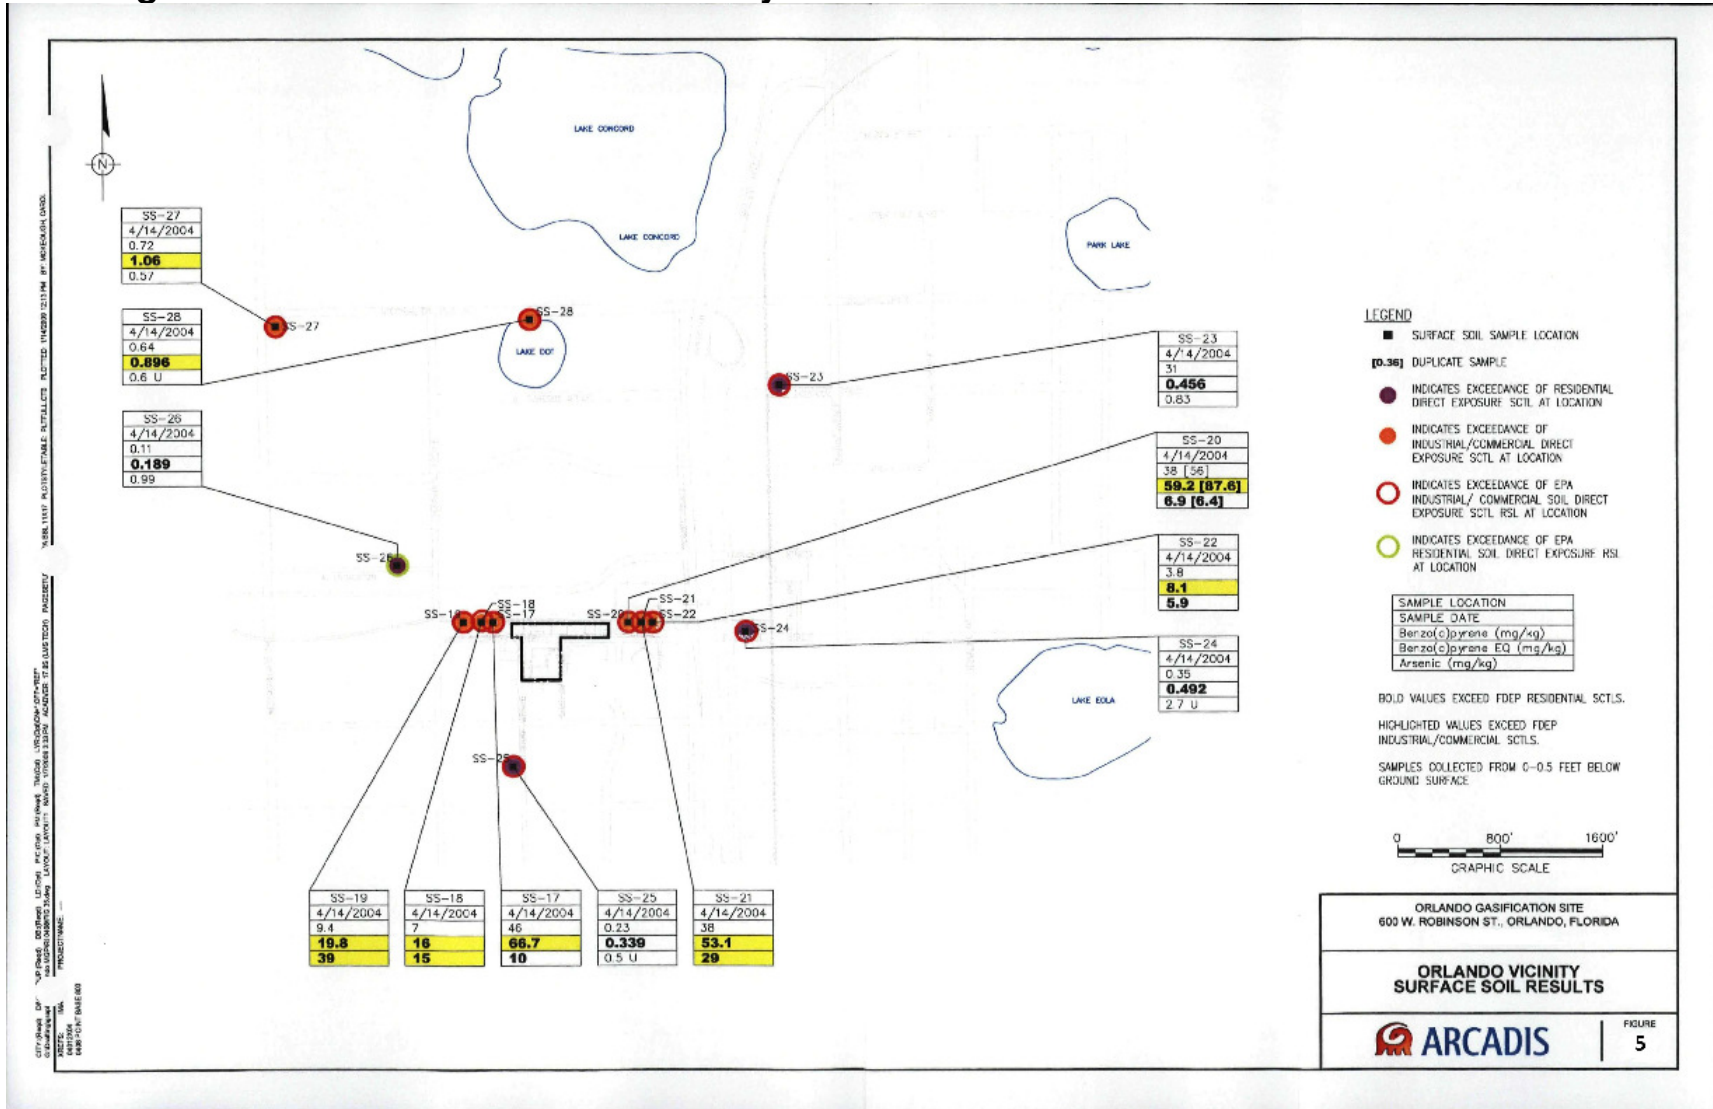 LAKE CONCORD
LAKE CONCORD
PARK LAKE
N
SS-27
4/14/2004
0.72
1.06
0.57
SS-27
SS-28
4/14/2004
0.64
0.896
0.6 U
SS-28
LAKE DOT
SS-26
4/14/2004
0.11
0.189
0.99
SS-23
SS-23
4/14/2004
31
0.456
0.83
SS-20
4/14/2004
38 [56]
59.2 [87.6]
6.9 [6.4]
SS-22
4/14/2004
3.8
8.1
5.9
SS-18
SS-17
SS-21
SS-22
SS-24
SS-24
4/14/2004
0.35
0.492
2.7 U
LAKE EOLA
SS-19
4/14/2004
9.4
19.8
39
SS-18
4/14/2004
7
16
15
SS-17
4/14/2004
46
66.7
10
SS-25
4/14/2004
0.23
0.339
0.5 U
SS-21
4/14/2004
38
53.1
29
LEGEND
SURFACE SOIL SAMPLE LOCATION
[0.36] DUPLICATE SAMPLE
INDICATES EXCEEDANCE OF RESIDENTIAL
DIRECT EXPOSURE SCTL AT LOCATION
INDICATES EXCEEDANCE OF
INDUSTRIAL/COMMERCIAL DIRECT
EXPOSURE SCTL AT LOCATION
INDICATES EXCEEDANCE OF EPA
INDUSTRIAL/ COMMERCIAL SOIL DIRECT
EXPOSURE SCTL RSL AT LOCATION
INDICATES EXCEEDANCE OF EPA
RESIDENTIAL SOIL DIRECT EXPOSURE RSL
AT LOCATION
SAMPLE LOCATION
SAMPLE DATE
Benzo(a)pyrene (mg/kg)
Benzo(a)pyrene EQ (mg/kg)
Arsenic (mg/kg)
BOLD VALUES EXCEED FDEP RESIDENTIAL SCTLS.
HIGHLIGHTED VALUES EXCEED FDEP
INDUSTRIAL/COMMERCIAL SCTLS.
SAMPLES COLLECTED FROM 0-0.5 FEET BELOW
GROUND SURFACE
0 800' 1600'
GRAPHIC SCALE
ORLANDO GASIFICATION SITE
600 W. ROBINSON ST., ORLANDO, FLORIDA
ORLANDO VICINITY
SURFACE SOIL RESULTS
ARCADIS
FIGURE
5